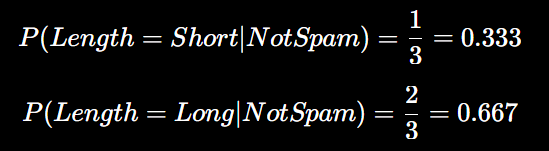 P(Length = Short|NotSpam) = 1/3 = 0.333
P(Length = Long|NotSpam) = 2/3 = 0.667